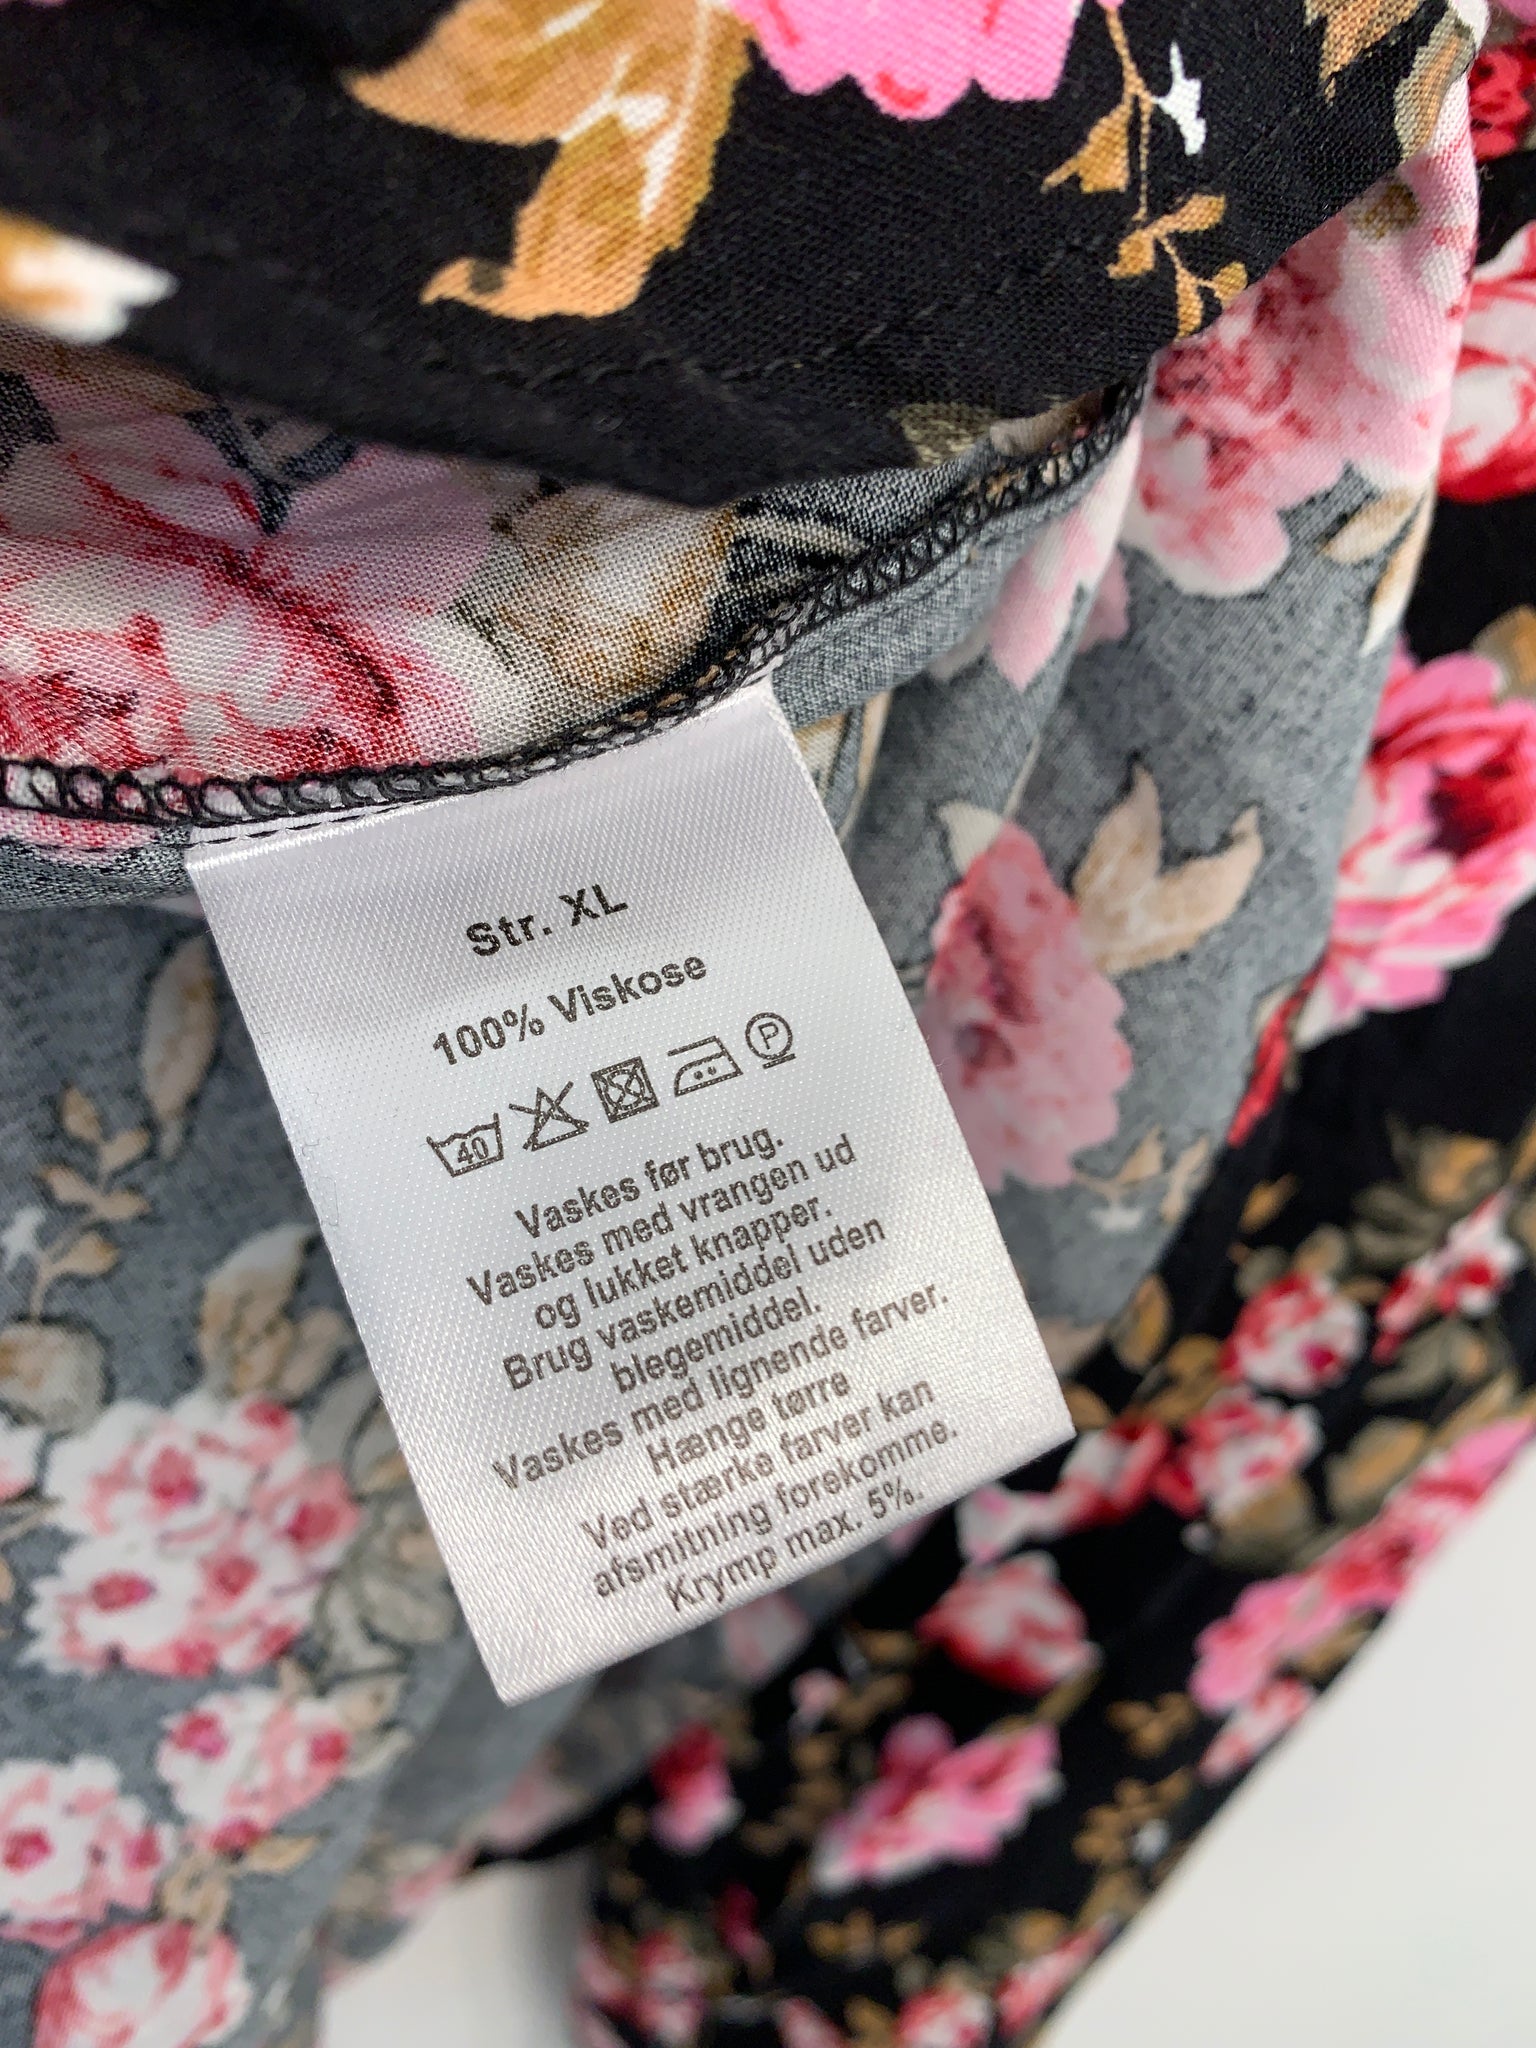 Str. XL
100% Viskose
40 P
Vaskes før brug.
Vaskes med vrangen ud
og lukket knapper.
Brug vaskemiddel uden
blegemiddel.
Vaskes med lignende farver.
Hænge tørre
Ved stærke farver kan
afsmitning forekomme.
Krymp max. 5%.